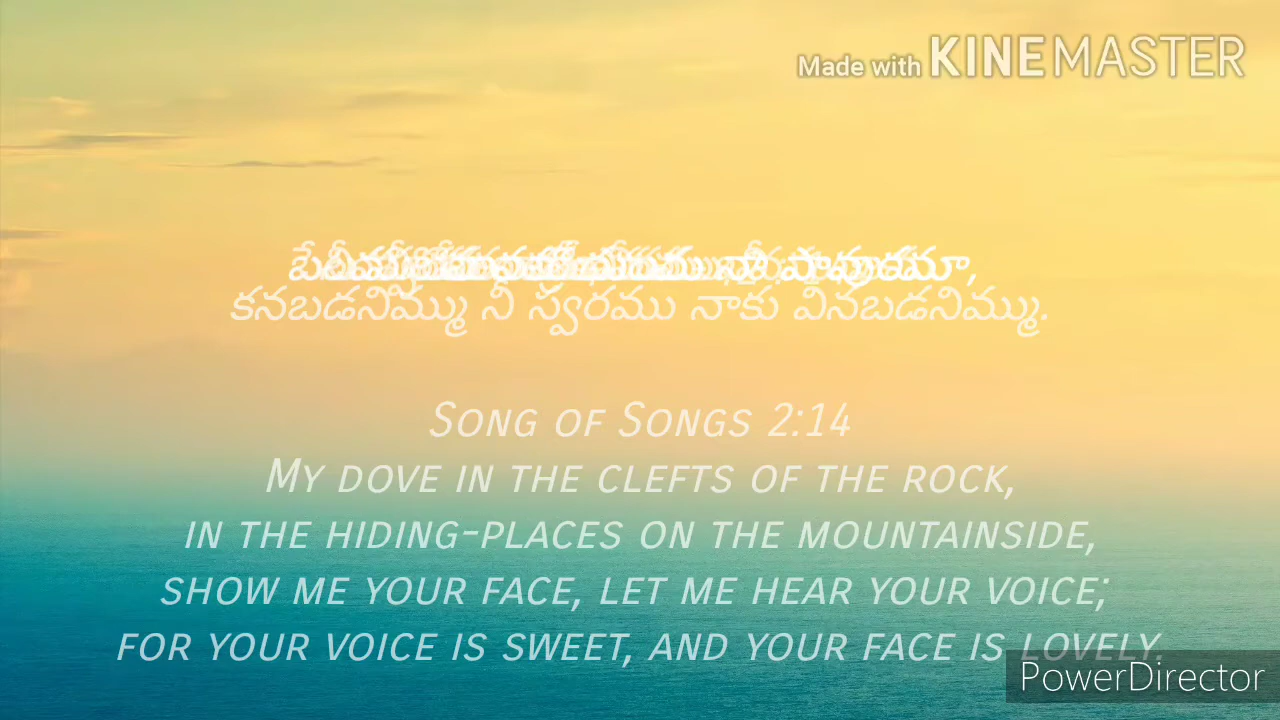 Made with KINEMASTER
కనబడనిమ్ము నీ స్వరము నాకు వినబడనిమ్ము.
Song of Songs 2:14
My dove in the clefts of the rock,
in the hiding-places on the mountainside,
show me your face, let me hear your voice;
for your voice is sweet, and your face is lovely.
PowerDirector